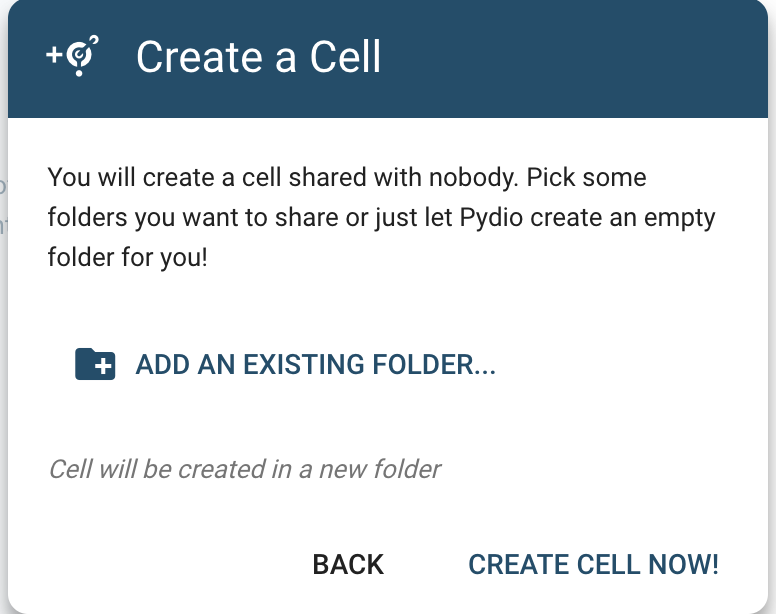 Create a Cell
You will create a cell shared with nobody. Pick some
folders you want to share or just let Pydio create an empty
folder for you!
ADD AN EXISTING FOLDER...
Cell will be created in a new folder
BACK CREATE CELL NOW!